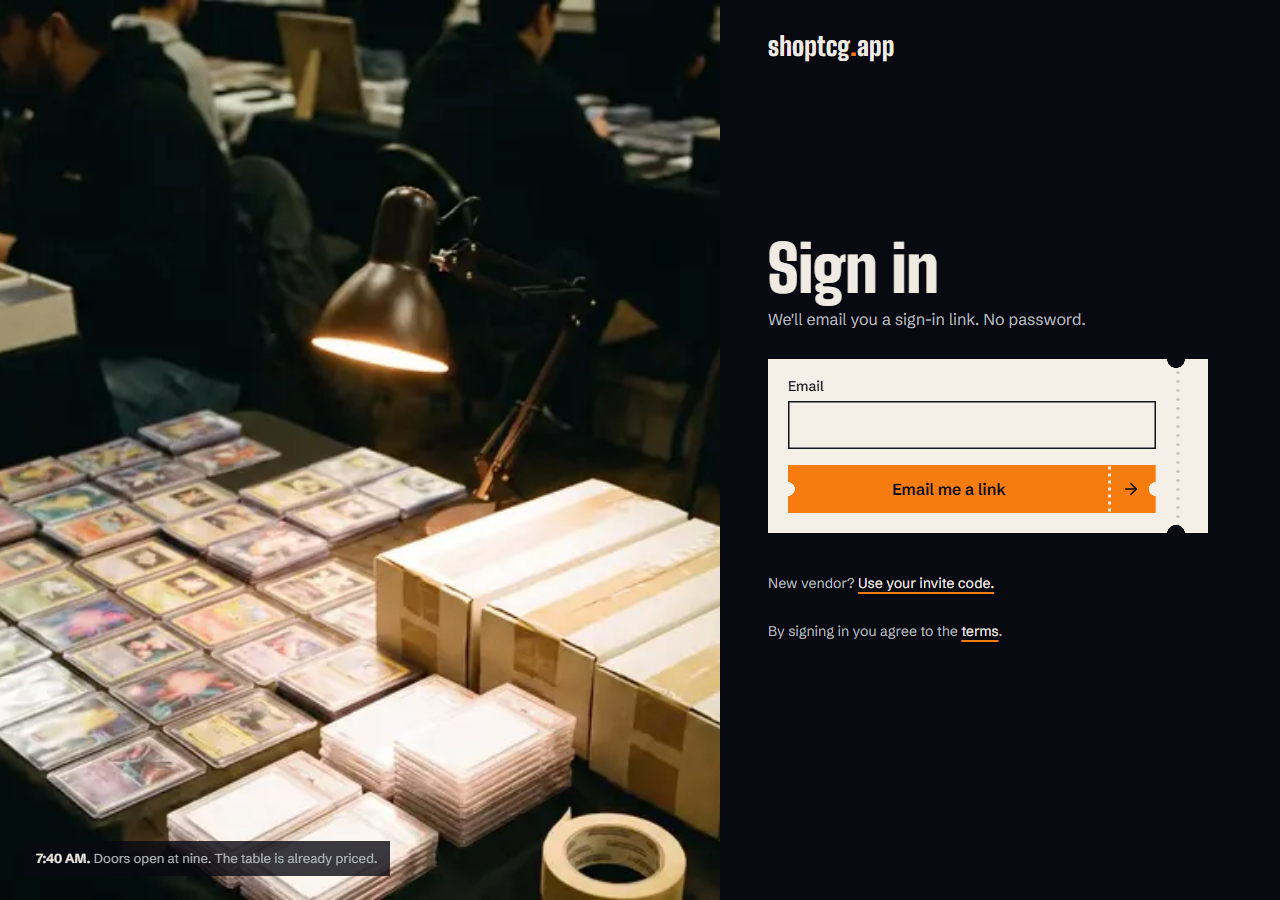 shoptcg.app
Sign in
We'll email you a sign-in link. No password.
Email
Email me a link
New vendor? Use your invite code.
By signing in you agree to the terms.
7:40 AM. Doors open at nine. The table is already priced.